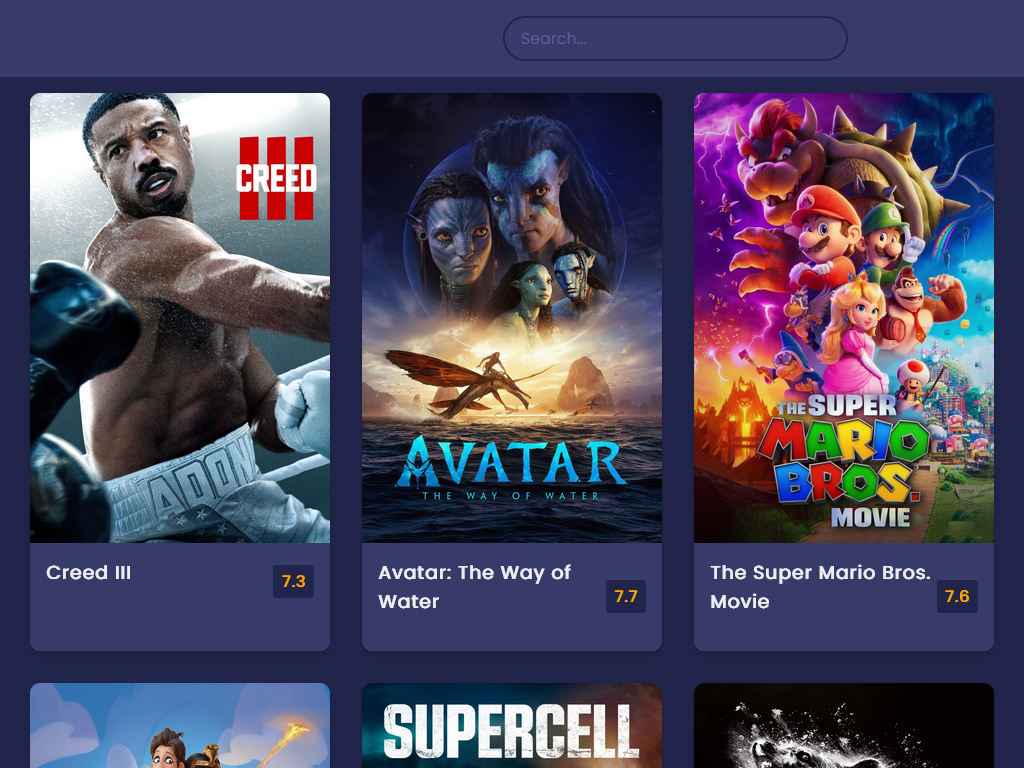 Search...
III
CREED
ADON
AVATAR
THE WAY OF WATER
THE SUPER
MARIO
BROS.
MOVIE
Creed III
7.3
Avatar: The Way of
Water
7.7
The Super Mario Bros.
Movie
7.6
SUPERCELL